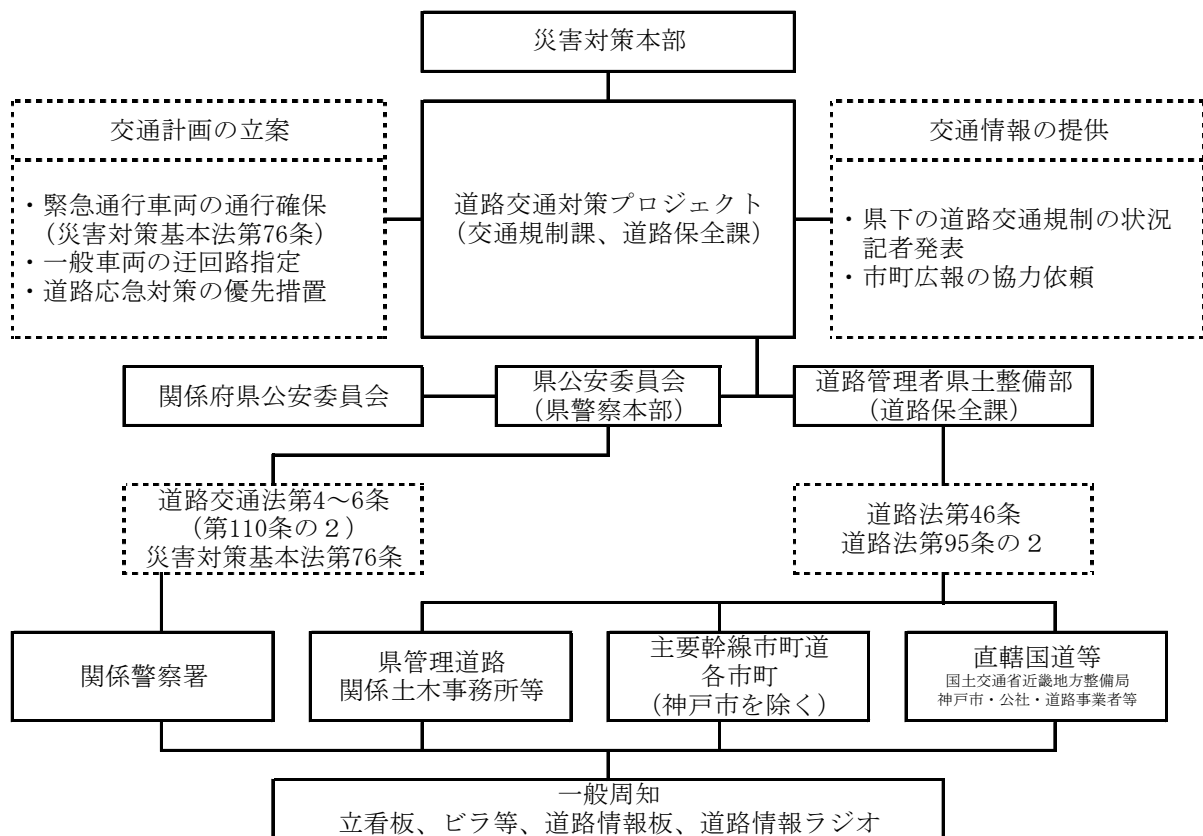 災害対策本部
交通計画の立案
・緊急通行車両の通行確保
(災害対策基本法第76条)
・一般車両の迂回路指定
・道路応急対策の優先措置
道路交通対策プロジェクト
(交通規制課、道路保全課)
交通情報の提供
・県下の道路交通規制の状況
記者発表
・市町広報の協力依頼
関係府県公安委員会
県公安委員会
(県警察本部)
道路管理者県土整備部
(道路保全課)
道路交通法第4～6条
(第110条の２)
災害対策基本法第76条
道路法第46条
道路法第95条の２
関係警察署
県管理道路
関係土木事務所等
主要幹線市町道
各市町
(神戸市を除く)
直轄国道等
国土交通省近畿地方整備局
神戸市・公社・道路事業者等
一般周知
立看板、ビラ等、道路情報板、道路情報ラジオ